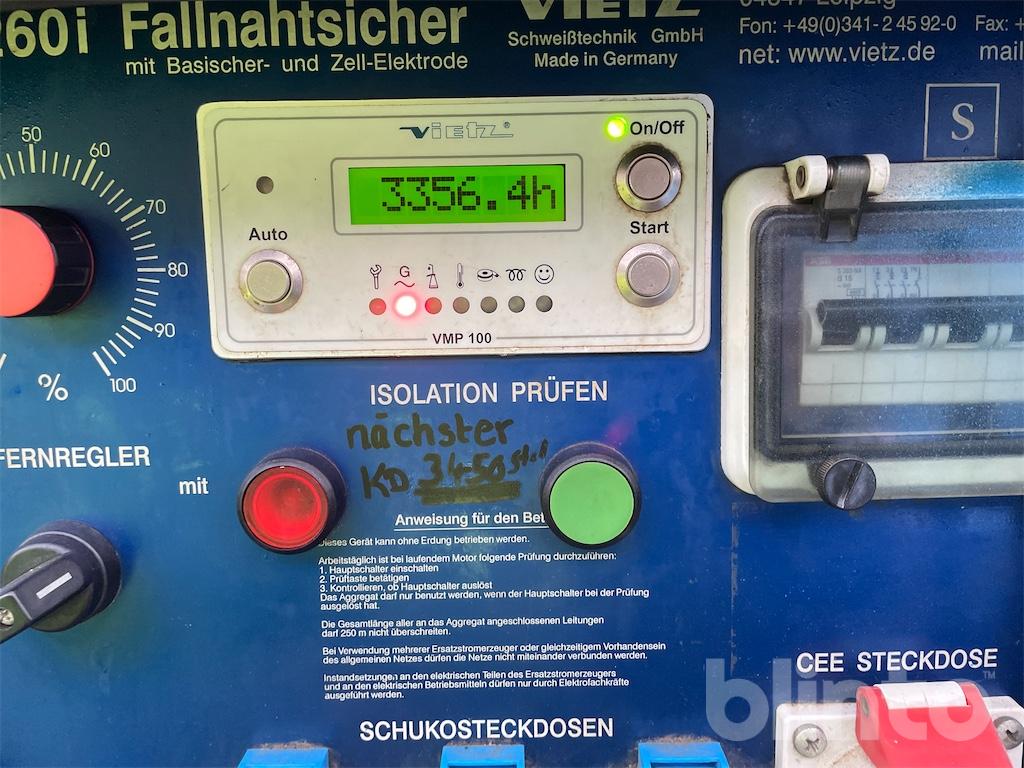 260i Fallnahtsicher
mit Basischer- und Zell-Elektrode
VIETZ
Schweißtechnik GmbH
Made in Germany
04347 Leipzig
Fon: +49(0)341-2 45 92-0 Fax: +
net: www.vietz.de mail
S
50
60
70
80
90
100
%
VIETZ®
On/Off
3356.4h
Auto
Start
G
VMP 100
ISOLATION PRÜFEN
nächster
KD 3450 Std
FERNREGLER
mit
Anweisung für den Bet
Dieses Gerät kann ohne Erdung betrieben werden.
Arbeitstäglich ist bei laufendem Motor folgende Prüfung durchzuführen:
1. Hauptschalter einschalten
2. Prüftaste betätigen
3. Kontrollieren, ob Hauptschalter auslöst
Das Aggregat darf nur benutzt werden, wenn der Hauptschalter bei der Prüfung
ausgelöst hat.
Die Gesamtlänge aller an das Aggregat angeschlossenen Leitungen
darf 250 m nicht überschreiten.
Bei Verwendung mehrerer Ersatzstromerzeuger oder gleichzeitigem Vorhandensein
des allgemeinen Netzes dürfen die Netze nicht miteinander verbunden werden.
Instandsetzungen an den elektrischen Teilen des Ersatzstromerzeugers
und an den elektrischen Betriebsmitteln dürfen nur durch Elektrofachkräfte
ausgeführt werden.
CEE STECKDOSE
SCHUKOSTECKDOSEN
blinto™